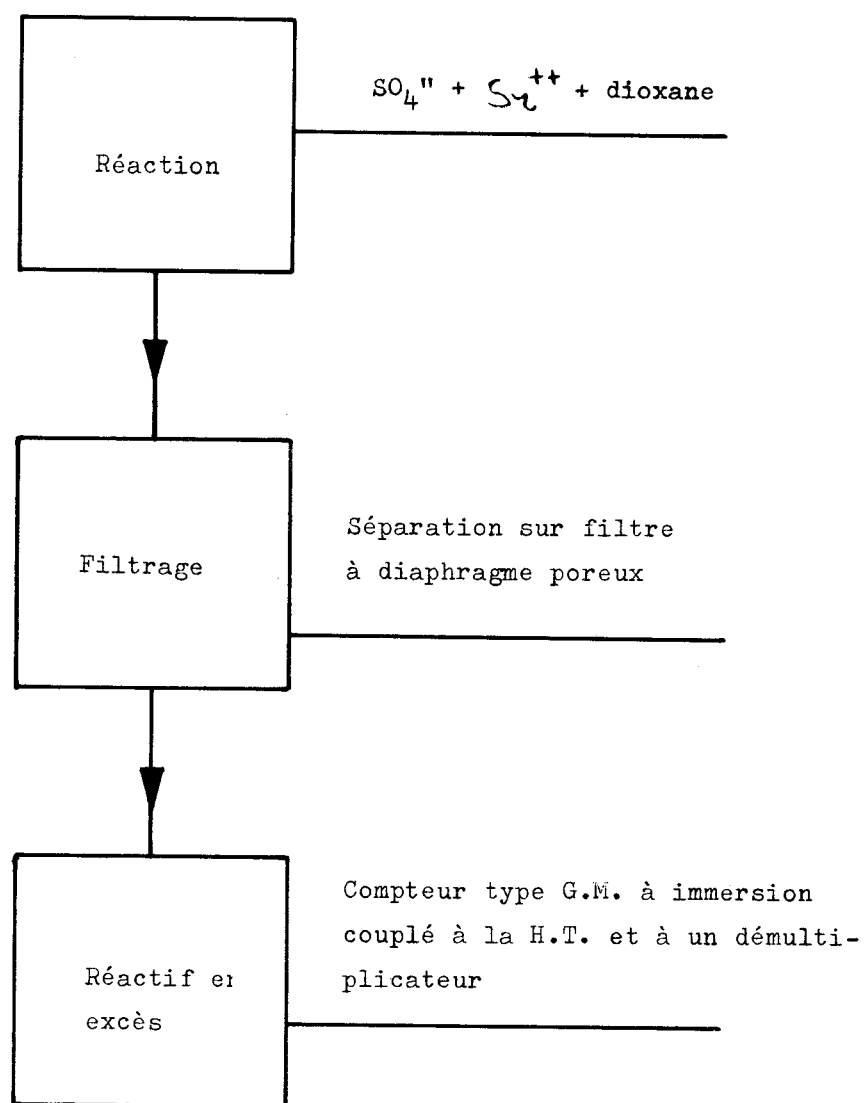 SO₄" + Sr⁺⁺ + dioxane
Réaction
Séparation sur filtre
à diaphragme poreux
Filtrage
Compteur type G.M. à immersion
couplé à la H.T. et à un démulti-
plicateur
Réactif en
excès